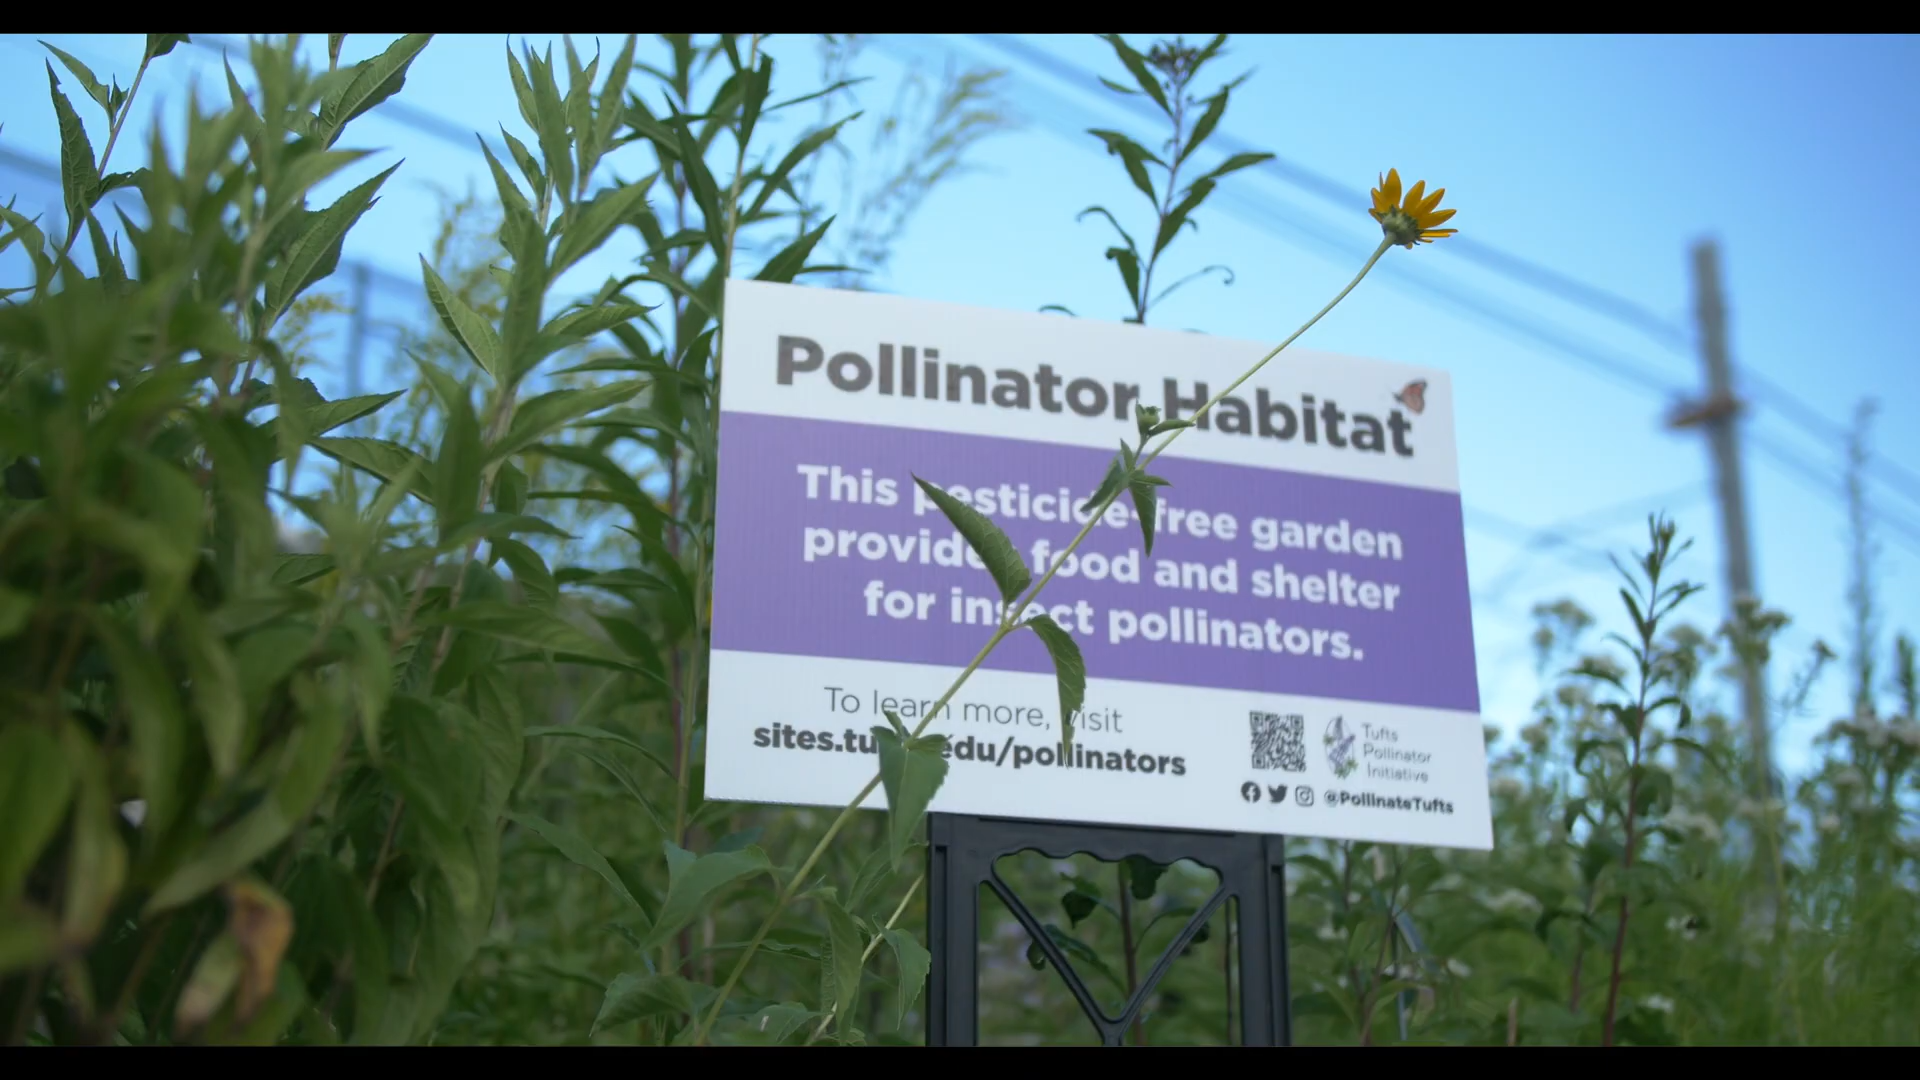 Pollinator Habitat
This pesticide-free garden
provides food and shelter
for insect pollinators.
To learn more, visit
sites.tufts.edu/pollinators
Tufts
Pollinator
Initiative
@PollinateTufts